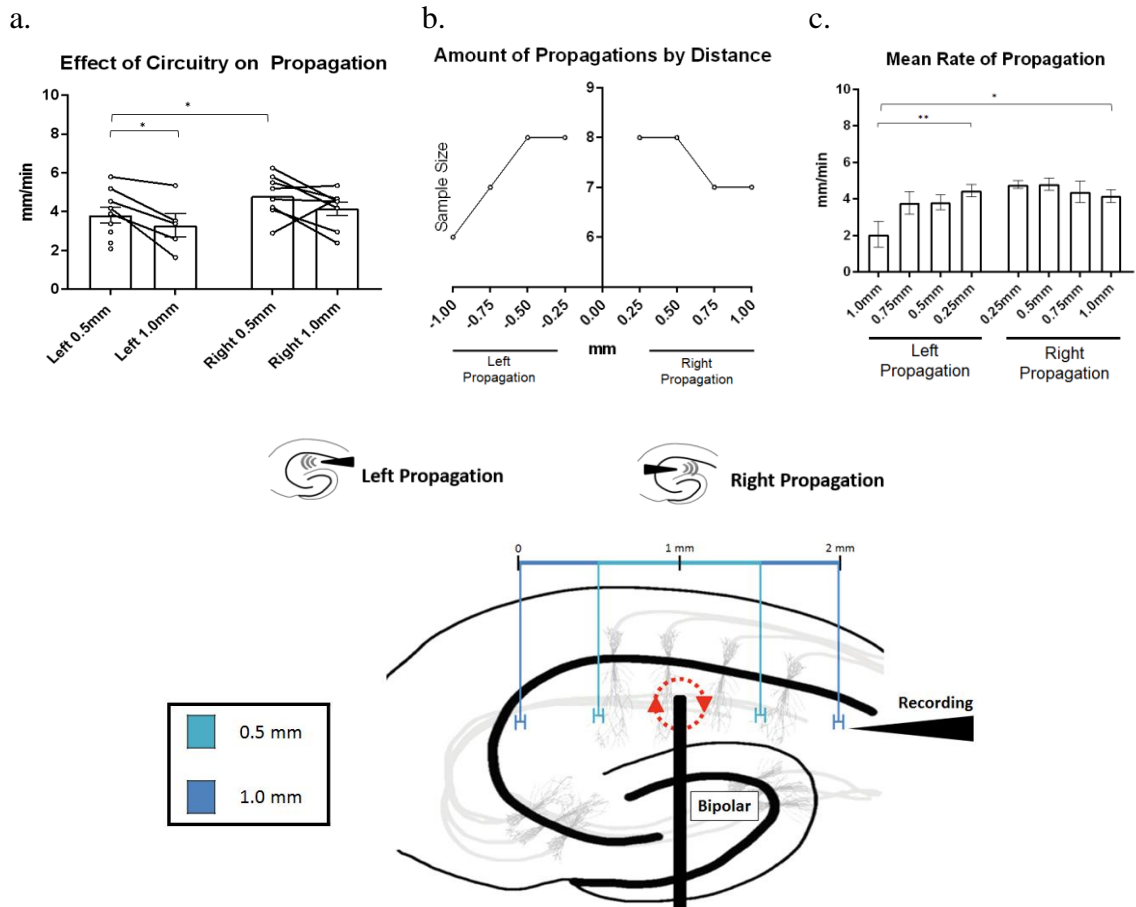 a.
b.
c.
Effect of Circuitry on Propagation
10
8
6
4
2
0
mm/min
*
*
Left 0.5mm
Left 1.0mm
Right 0.5mm
Right 1.0mm
Amount of Propagations by Distance
9
8
7
6
Sample Size
-1.00
-0.75
-0.50
-0.25
0.00
0.25
0.50
0.75
1.00
Left
Propagation
mm
Right
Propagation
Mean Rate of Propagation
10
8
6
4
2
0
mm/min
*
**
1.0mm
0.75mm
0.5mm
0.25mm
0.25mm
0.5mm
0.75mm
1.0mm
Left
Propagation
Right
Propagation
Left Propagation
Right Propagation
0
1 mm
2 mm
Recording
Bipolar
0.5 mm
1.0 mm